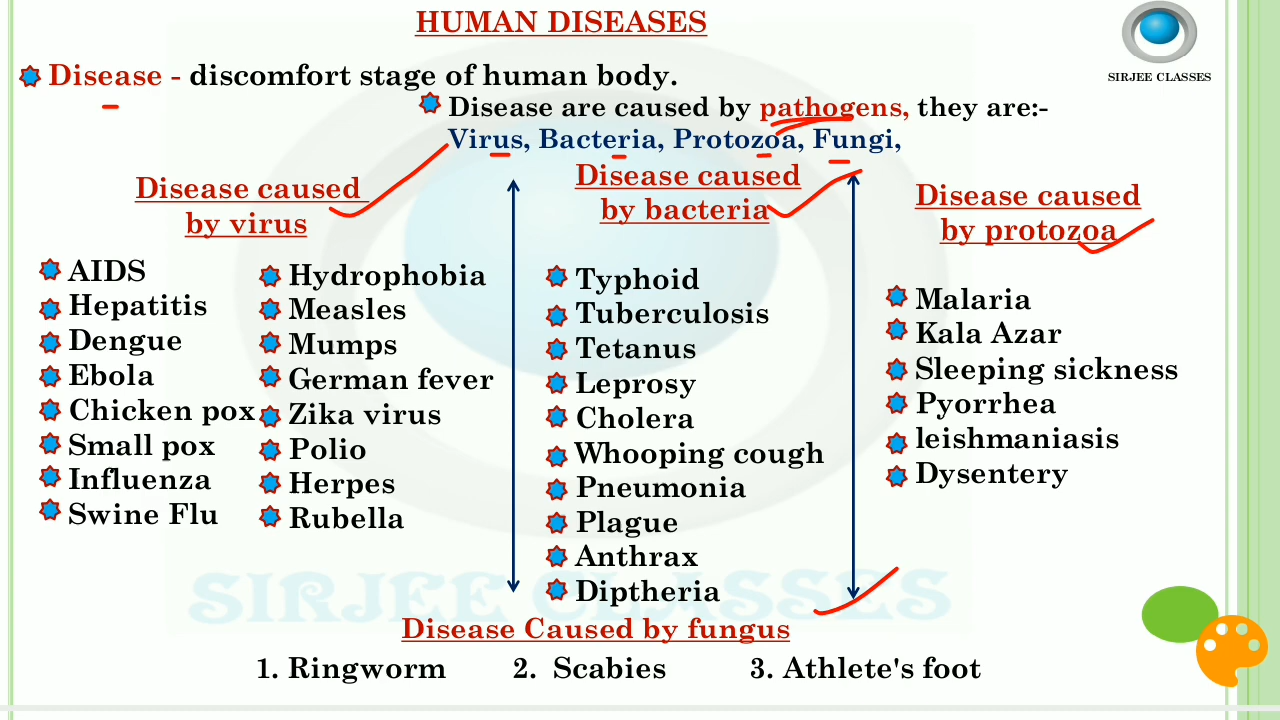 HUMAN DISEASES
SIRJEE CLASSES
Disease - discomfort stage of human body.
Disease are caused by pathogens, they are:-
Virus, Bacteria, Protozoa, Fungi,
Disease caused
by virus
AIDS
Hepatitis
Dengue
Ebola
Chicken pox
Small pox
Influenza
Swine Flu
Hydrophobia
Measles
Mumps
German fever
Zika virus
Polio
Herpes
Rubella
Disease caused
by bacteria
Typhoid
Tuberculosis
Tetanus
Leprosy
Cholera
Whooping cough
Pneumonia
Plague
Anthrax
Diptheria
Disease caused
by protozoa
Malaria
Kala Azar
Sleeping sickness
Pyorrhea
leishmaniasis
Dysentery
SIRJEE CLASSES
Disease Caused by fungus
1. Ringworm 2. Scabies 3. Athlete's foot